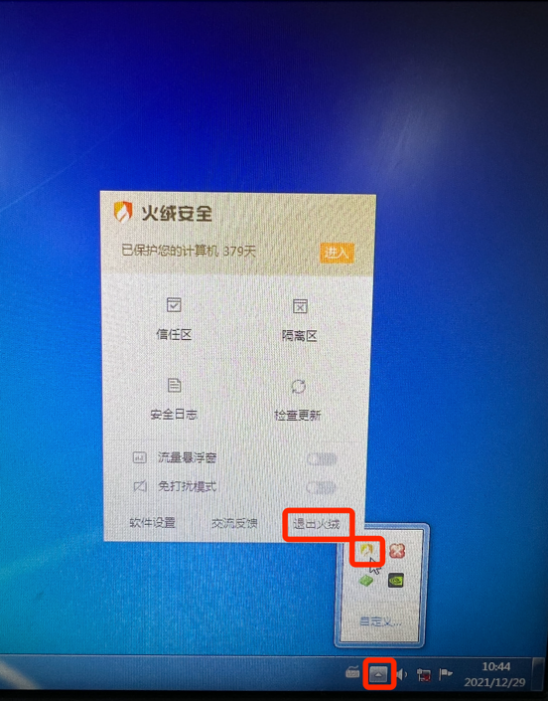 火绒安全
已保护您的计算机 379天
进入
信任区
隔离区
安全日志
检查更新
流量悬浮窗
免打扰模式
软件设置
交流反馈
退出火绒
自定义...
10:44
2021/12/29